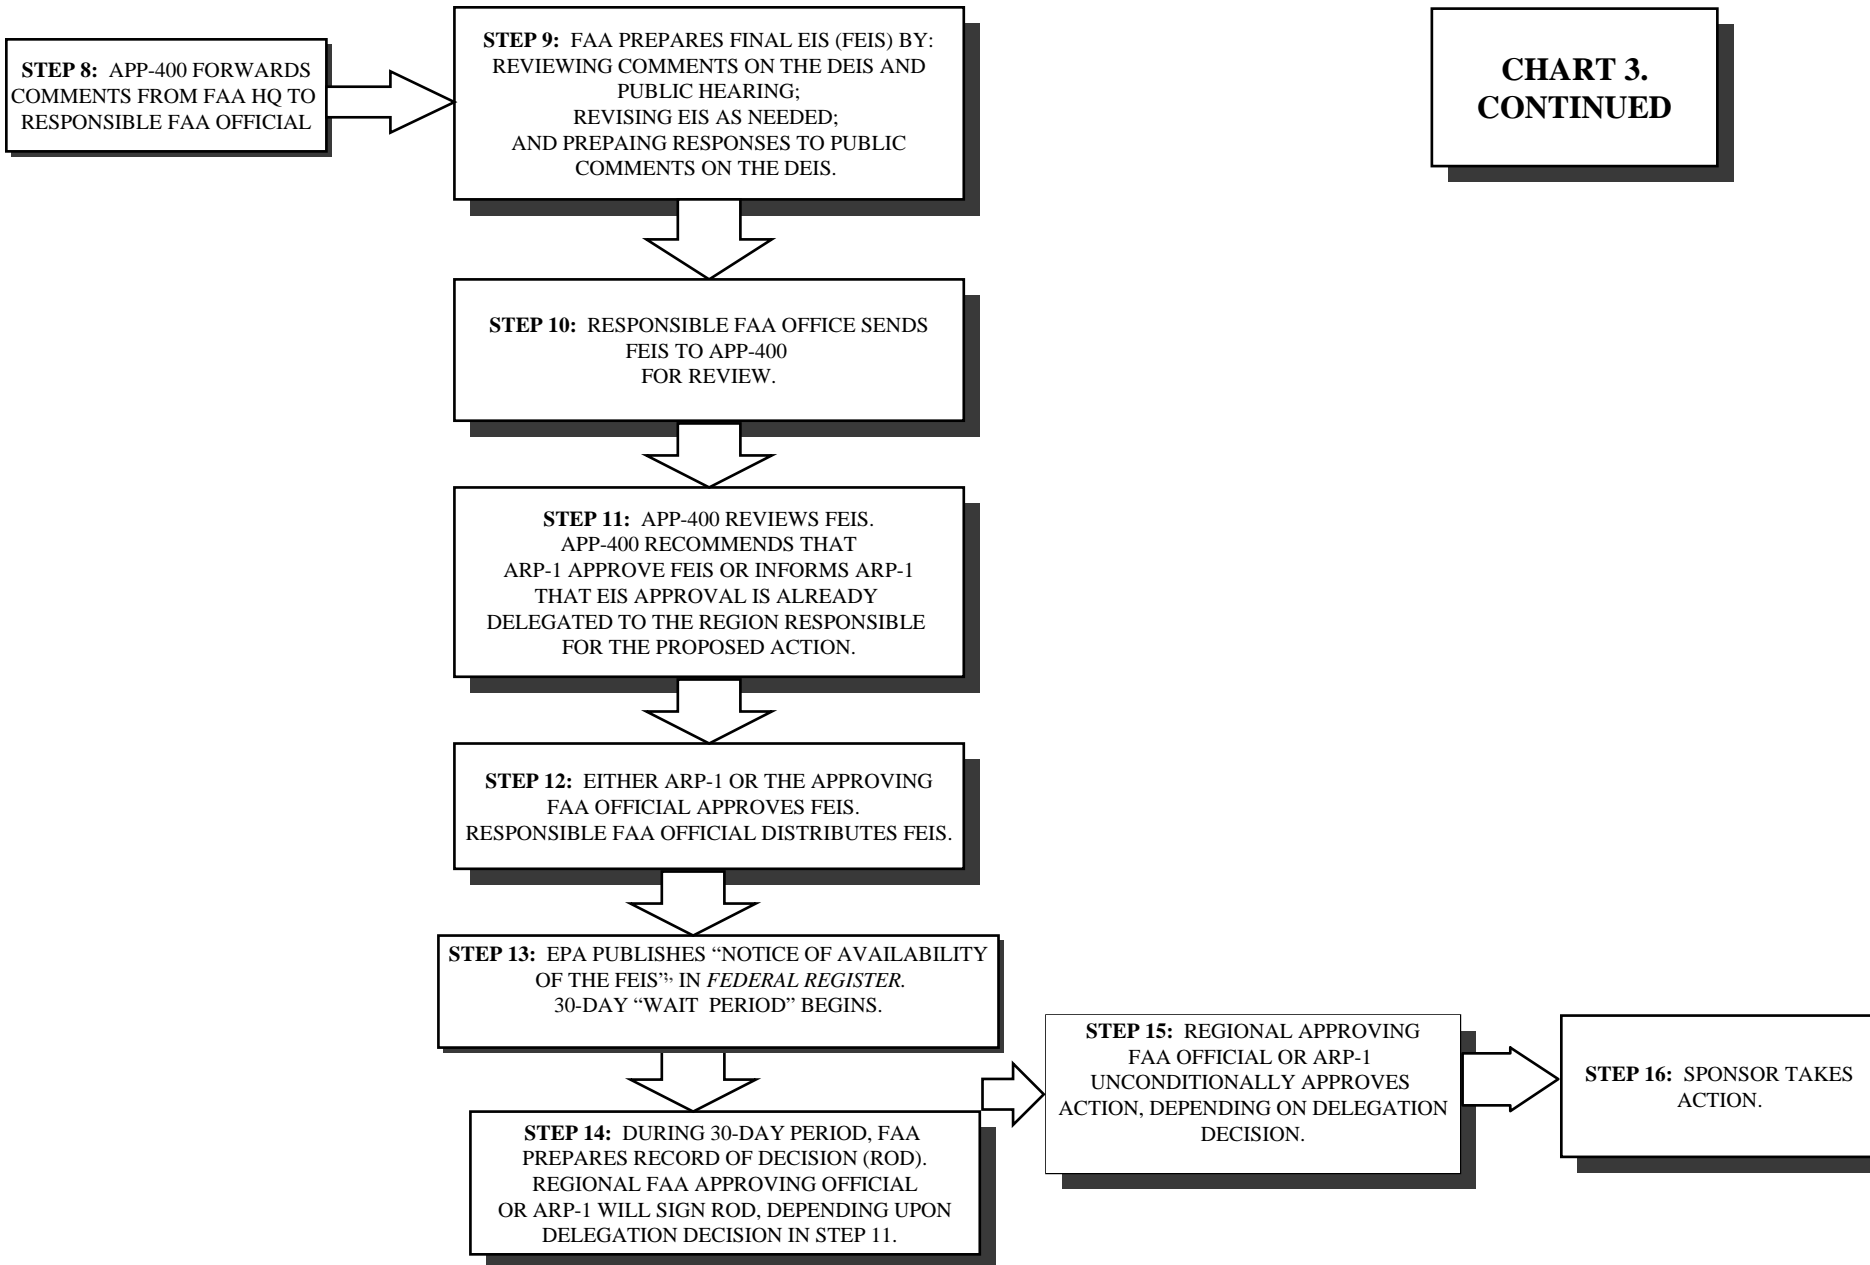 STEP 8: APP-400 FORWARDS
COMMENTS FROM FAA HQ TO
RESPONSIBLE FAA OFFICIAL
STEP 9: FAA PREPARES FINAL EIS (FEIS) BY:
REVIEWING COMMENTS ON THE DEIS AND
PUBLIC HEARING;
REVISING EIS AS NEEDED;
AND PREPAING RESPONSES TO PUBLIC
COMMENTS ON THE DEIS.
CHART 3.
CONTINUED
STEP 10: RESPONSIBLE FAA OFFICE SENDS
FEIS TO APP-400
FOR REVIEW.
STEP 11: APP-400 REVIEWS FEIS.
APP-400 RECOMMENDS THAT
ARP-1 APPROVE FEIS OR INFORMS ARP-1
THAT EIS APPROVAL IS ALREADY
DELEGATED TO THE REGION RESPONSIBLE
FOR THE PROPOSED ACTION.
STEP 12: EITHER ARP-1 OR THE APPROVING
FAA OFFICIAL APPROVES FEIS.
RESPONSIBLE FAA OFFICIAL DISTRIBUTES FEIS.
STEP 13: EPA PUBLISHES “NOTICE OF AVAILABILITY
OF THE FEIS” IN FEDERAL REGISTER.
30-DAY “WAIT PERIOD” BEGINS.
STEP 14: DURING 30-DAY PERIOD, FAA
PREPARES RECORD OF DECISION (ROD).
REGIONAL FAA APPROVING OFFICIAL
OR ARP-1 WILL SIGN ROD, DEPENDING UPON
DELEGATION DECISION IN STEP 11.
STEP 15: REGIONAL APPROVING
FAA OFFICIAL OR ARP-1
UNCONDITIONALLY APPROVES
ACTION, DEPENDING ON DELEGATION
DECISION.
STEP 16: SPONSOR TAKES
ACTION.